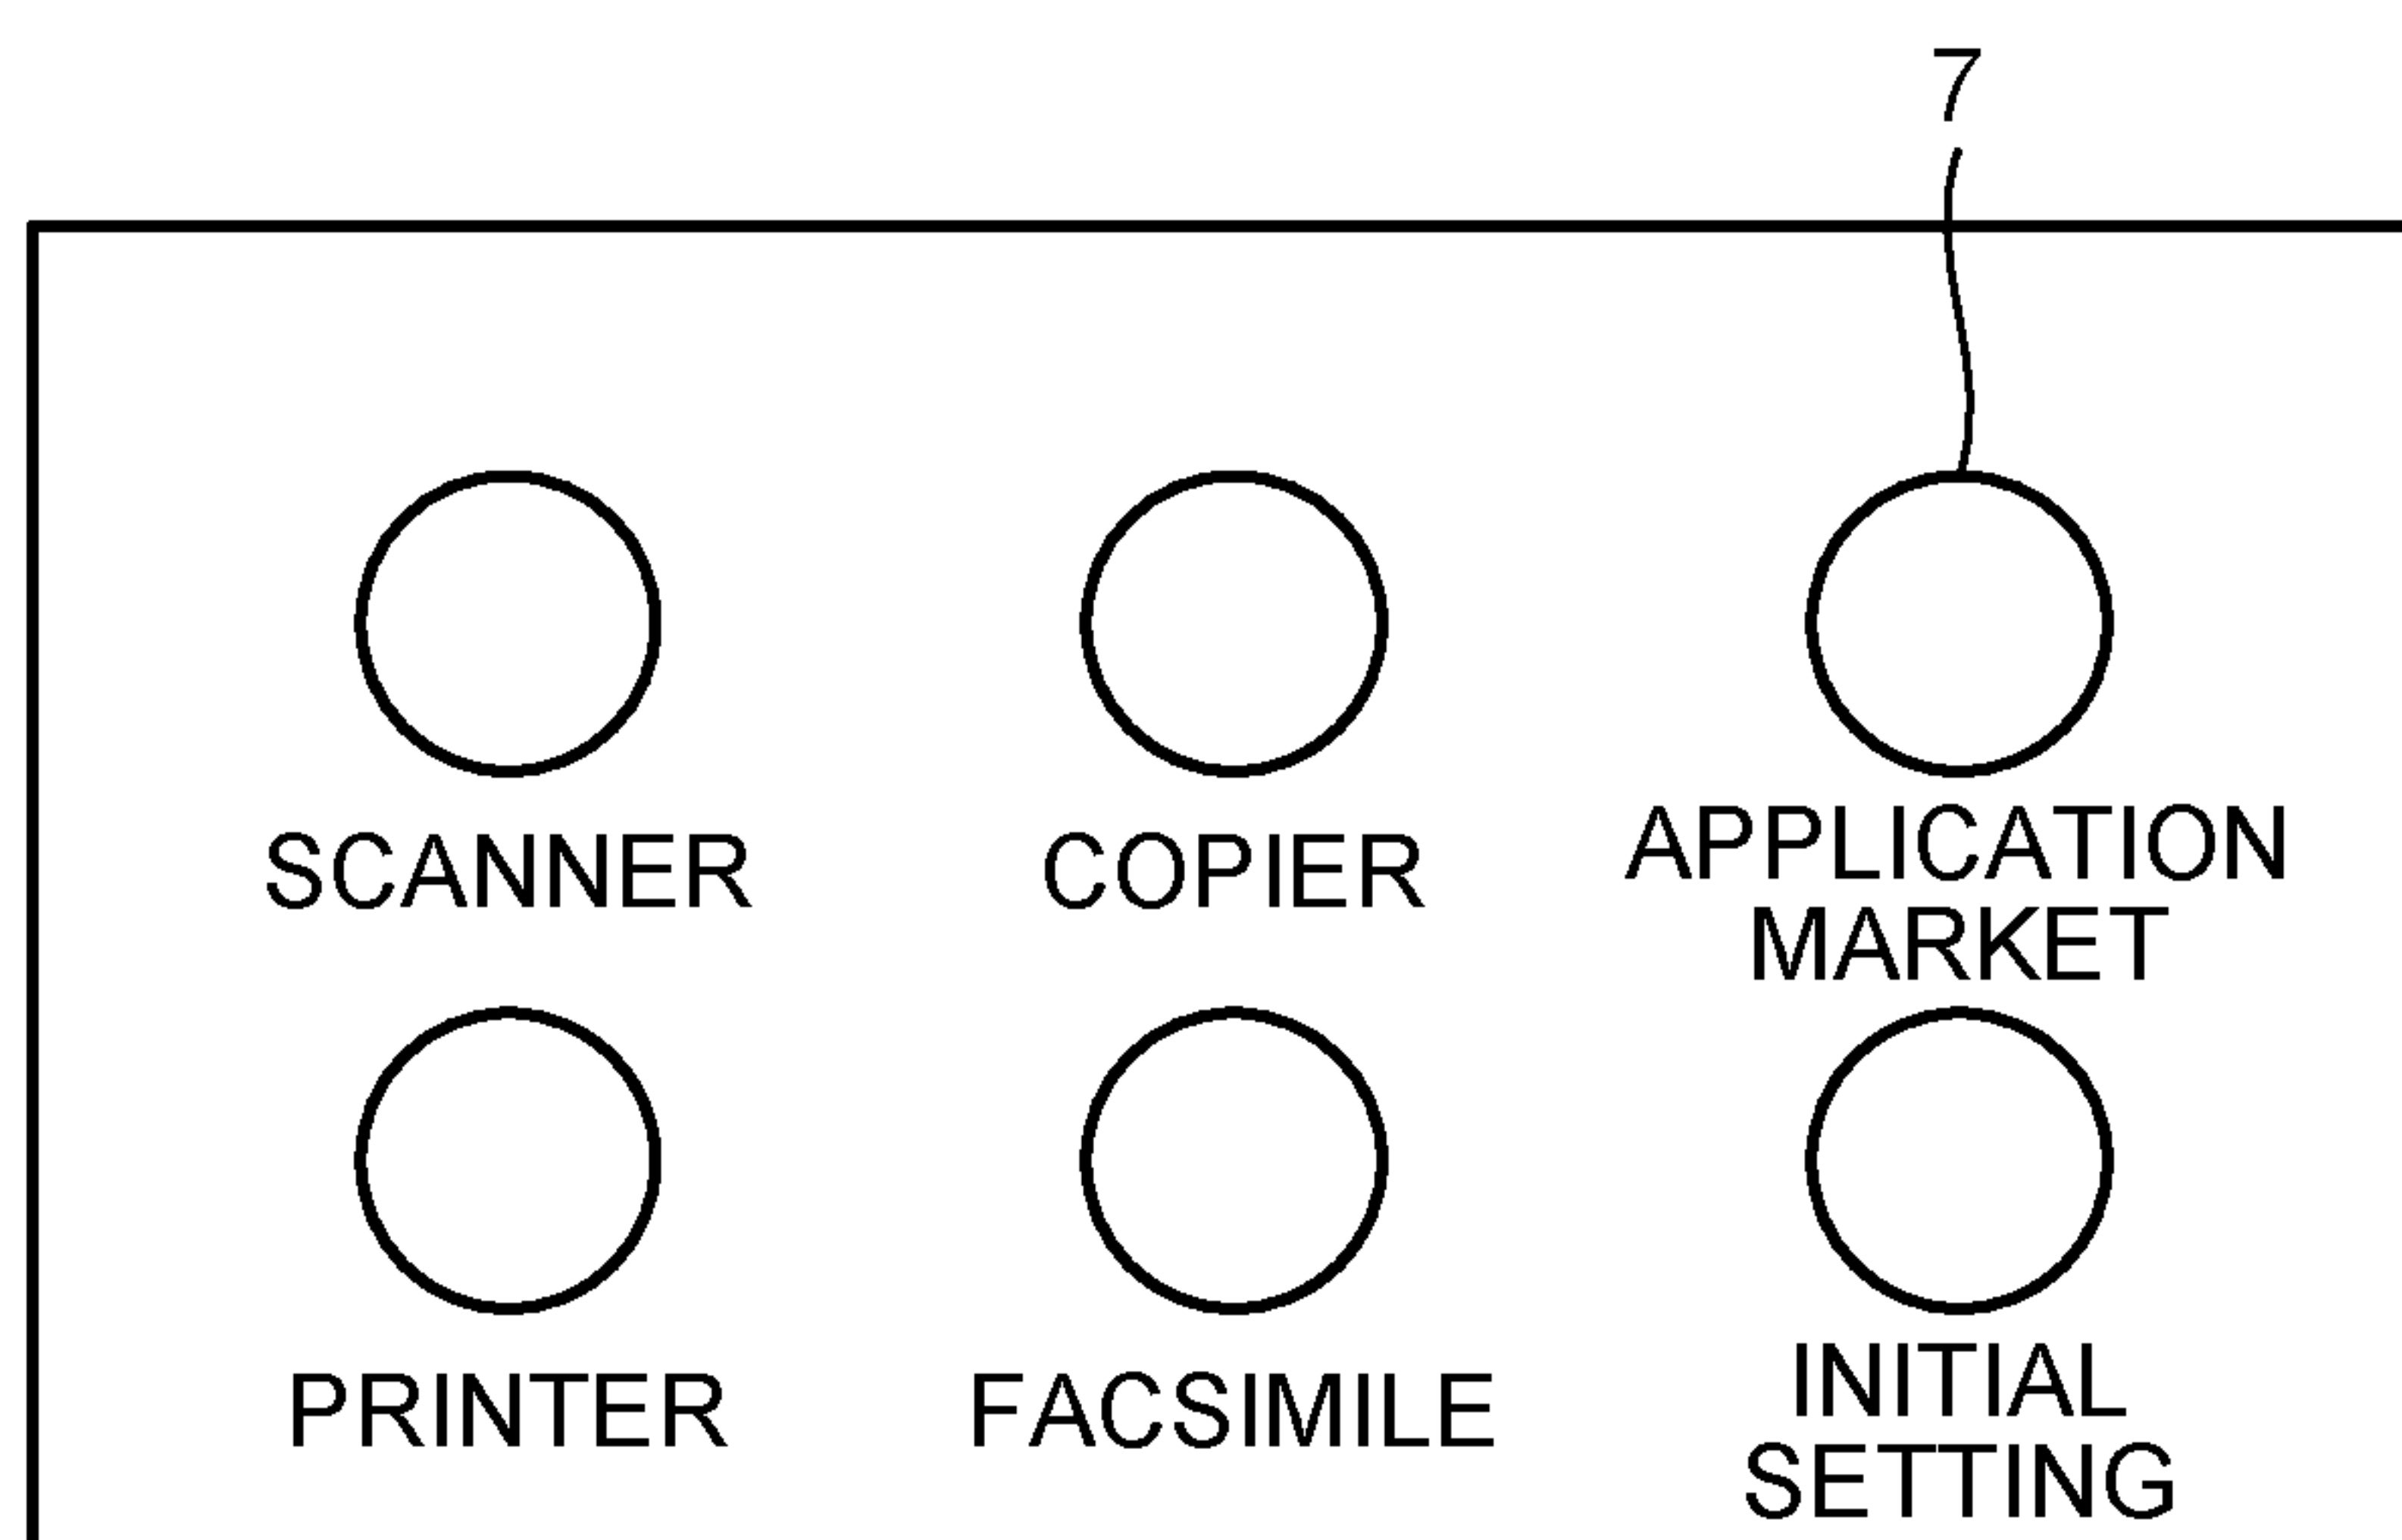 7
SCANNER
COPIER
APPLICATION
MARKET
PRINTER
FACSIMILE
INITIAL
SETTING